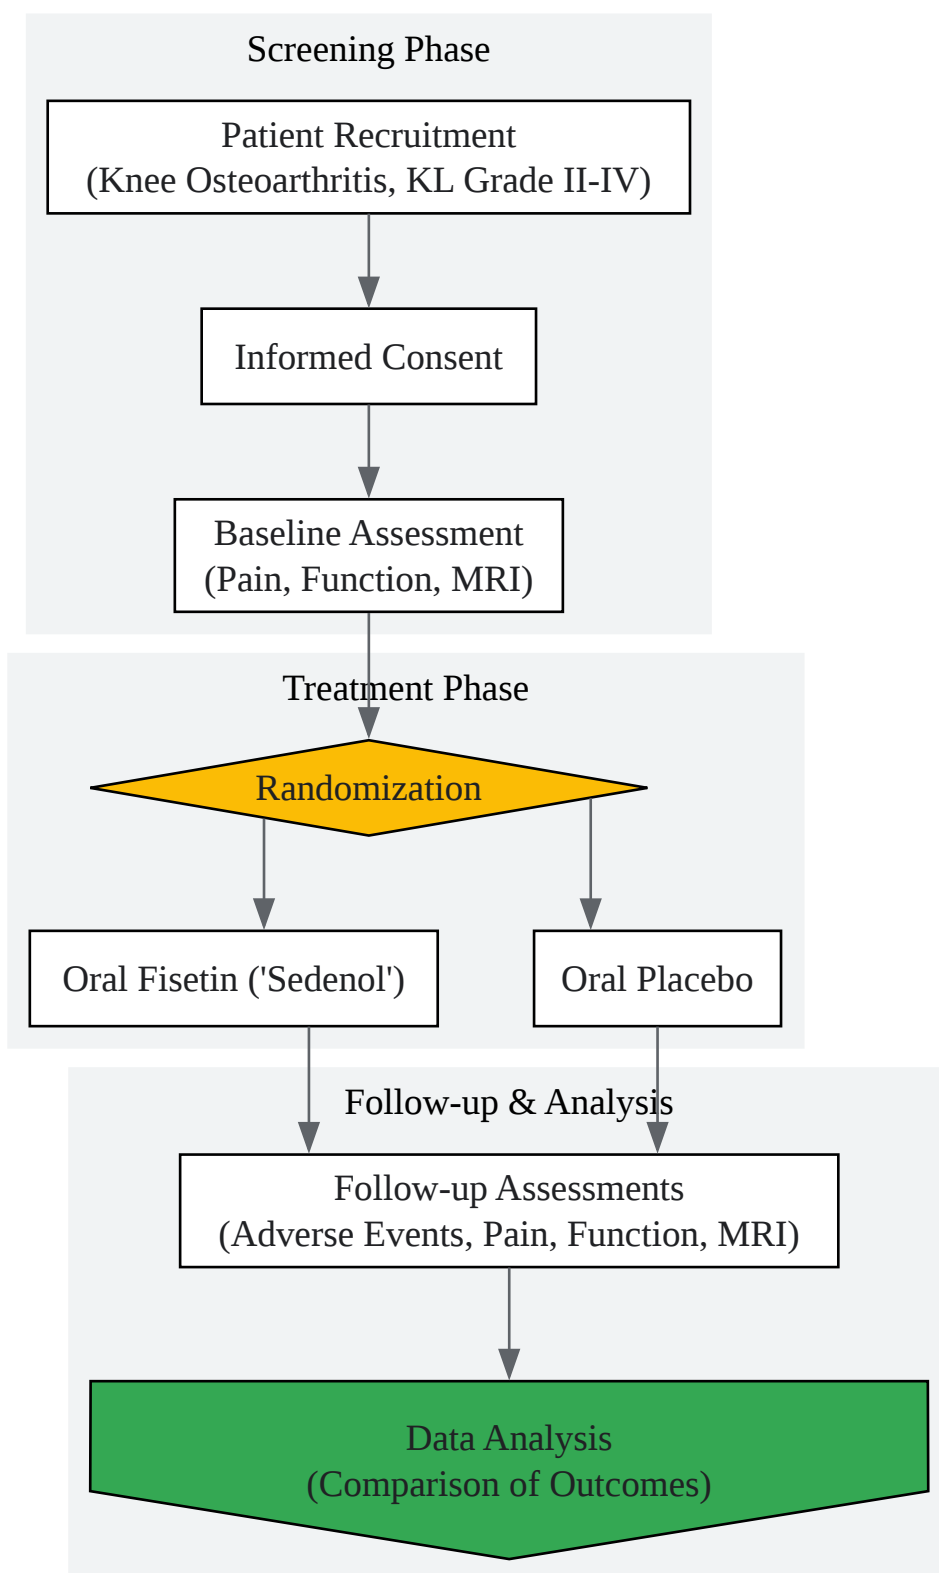 Screening Phase
Patient Recruitment
(Knee Osteoarthritis, KL Grade II-IV)
Informed Consent
Baseline Assessment
(Pain, Function, MRI)
Treatment Phase
Randomization
Oral Fisetin ('Sedenol')
Oral Placebo
Follow-up & Analysis
Follow-up Assessments
(Adverse Events, Pain, Function, MRI)
Data Analysis
(Comparison of Outcomes)